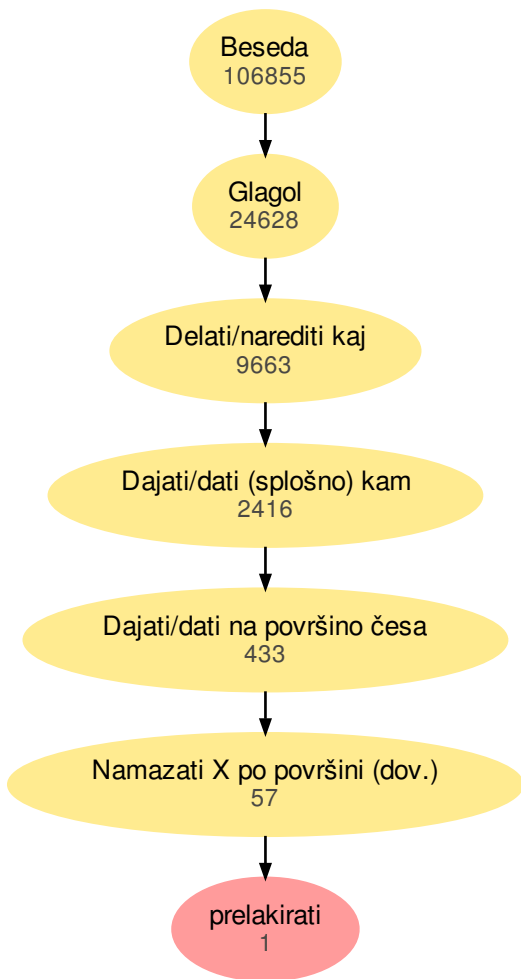 Beseda
106855
Glagol
24628
Delati/narediti kaj
9663
Dajati/dati (splošno) kam
2416
Dajati/dati na površino česa
433
Namazati X po površini (dov.)
57
prelakirati
1